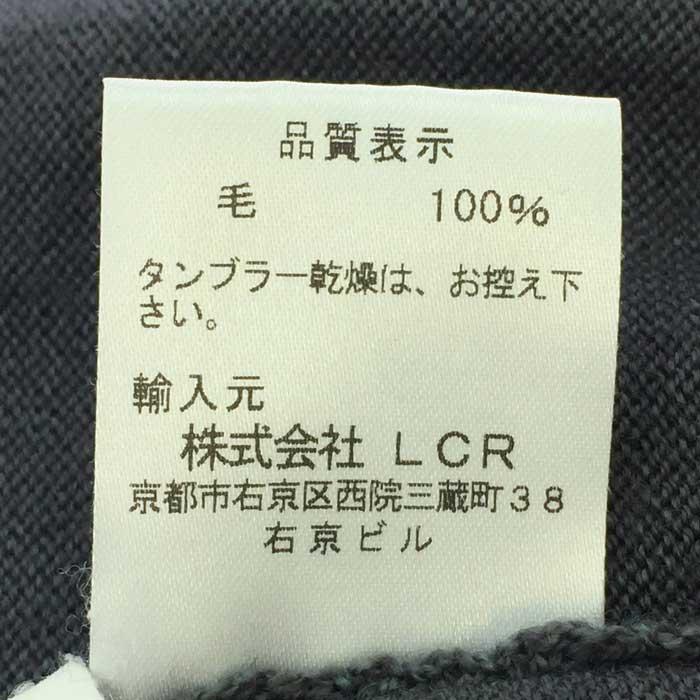 品質表示
毛 100%
タンブラー乾燥は、お控え下
さい。
輸入元
株式会社 LCR
京都市右京区西院三蔵町38
右京ビル